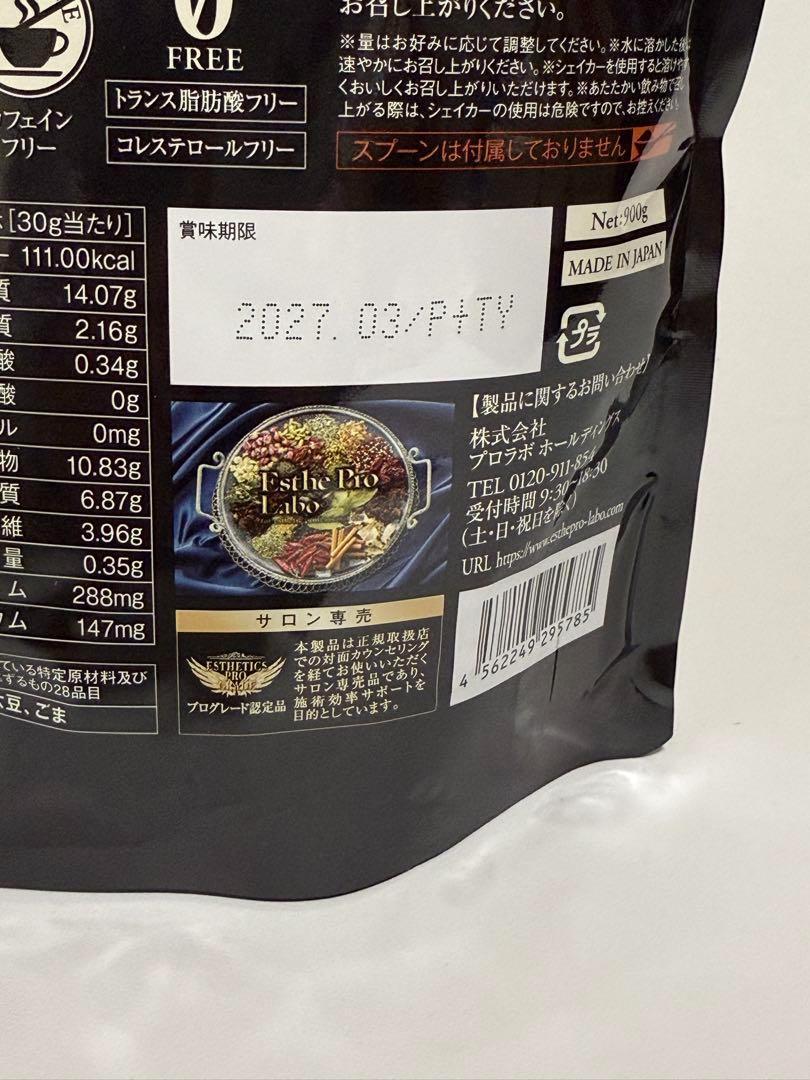 FREE
トランス脂肪酸フリー
コレステロールフリー
フェイン
フリー
お召し上がりください。
※量はお好みに応じて調整してください。※水に溶かした後は
速やかにお召し上がりください。※シェイカーを使用すると溶けやす
くおいしくお召し上がりいただけます。※あたたかい飲み物で召し
上がる際は、シェイカーの使用は危険ですので、お控えください。
スプーンは付属しておりません
[30g当たり]
ー 111.00kcal
質 14.07g
質 2.16g
酸 0.34g
酸 0g
ル 0mg
物 10.83g
質 6.87g
維 3.96g
量 0.35g
ム 288mg
ウム 147mg
ている特定原材料及び
ずるもの28品目
大豆、ごま
賞味期限
2027.03/P†TY
Net:900g
MADE IN JAPAN
プラ
【製品に関するお問い合わせ】
株式会社
プロラボ ホールディングス
TEL 0120-911-854
受付時間 9:30-18:30
(土・日・祝日を除く)
URL https://www.esthepro-labo.com
4 562249 295785
Esthe Pro
Labo
サロン専売
ESTHETICS
PRO
プログレード認定品
本製品は正規取扱店
での対面カウンセリング
を経てお使いいただく
サロン専売品であり、
施術効率サポートを
目的としています。